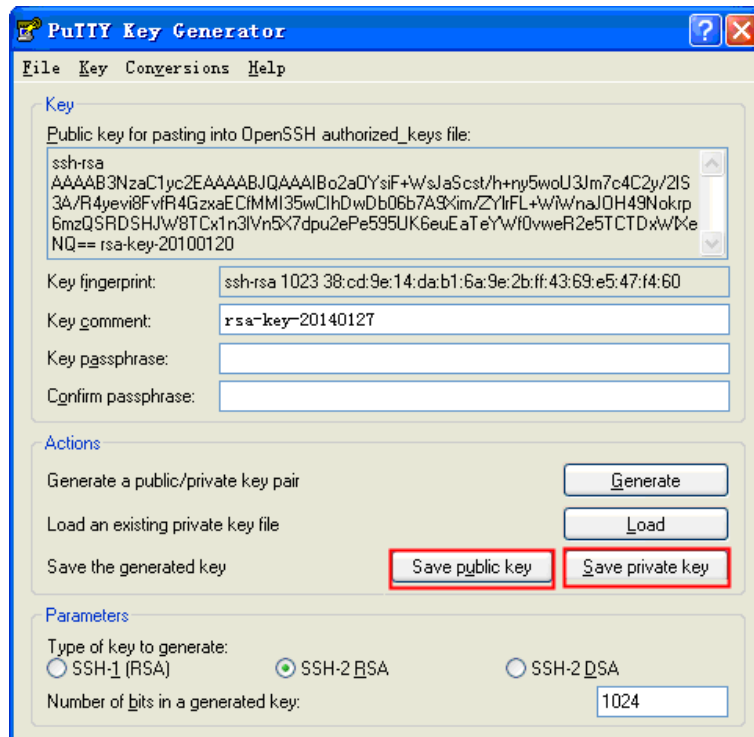 PuTTY Key Generator
File Key Conversions Help
Key
Public key for pasting into OpenSSH authorized_keys file:
ssh-rsa
AAAAB3NzaC1yc2EAAAABJQAAAIBo2aOYsiF+WsJaScst/h+ny5woU3Jm7c4C2y/2IS
3A/R4yevi8FvfR4GzxaECfMMI35wClhDwDb06b7A9Xim/ZYlrFL+WiWnaJOH49Nokrp
6mzQSRDSHJW8TCx1n3lVn5X7dpu2ePe595UK6euEaTeYWf0vweR2e5TCTDxWlXe
NQ== rsa-key-20100120
Key fingerprint: ssh-rsa 1023 38:cd:9e:14:da:b1:6a:9e:2b:ff:43:69:e5:47:f4:60
Key comment: rsa-key-20140127
Key passphrase:
Confirm passphrase:
Actions
Generate a public/private key pair Generate
Load an existing private key file Load
Save the generated key Save public key Save private key
Parameters
Type of key to generate:
SSH-1 (RSA) SSH-2 RSA SSH-2 DSA
Number of bits in a generated key: 1024